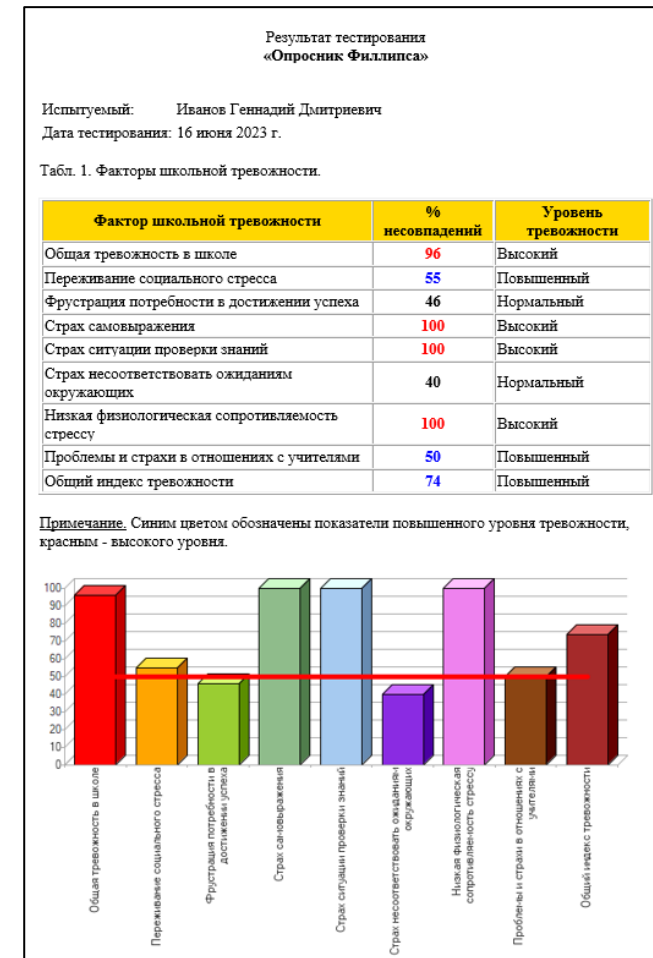 Результат тестирования
«Опросник Филлипса»
Испытуемый: Иванов Геннадий Дмитриевич
Дата тестирования: 16 июня 2023 г.
Табл. 1. Факторы школьной тревожности.
Фактор школьной тревожности % несовпадений Уровень тревожности
Общая тревожность в школе 96 Высокий
Переживание социального стресса 55 Повышенный
Фрустрация потребности в достижении успеха 46 Нормальный
Страх самовыражения 100 Высокий
Страх ситуации проверки знаний 100 Высокий
Страх несоответствовать ожиданиям
окружающих 40 Нормальный
Низкая физиологическая сопротивляемость
стрессу 100 Высокий
Проблемы и страхи в отношениях с учителями 50 Повышенный
Общий индекс тревожности 74 Повышенный
Примечание. Синим цветом обозначены показатели повышенного уровня тревожности,
красным - высокого уровня.
100
90
80
70
60
50
40
30
20
10
0
Общая тревожность в школе
Переживание социального стресса
Фрустрация потребности в
достижении успеха
Страх самовыражения
Страх ситуации проверки знаний
Страх несоответствовать ожиданиям
окружающих
Низкая физиологическая
сопротивляемость стрессу
Проблемы и страхи в отношениях с
учителями
Общий индекс тревожности